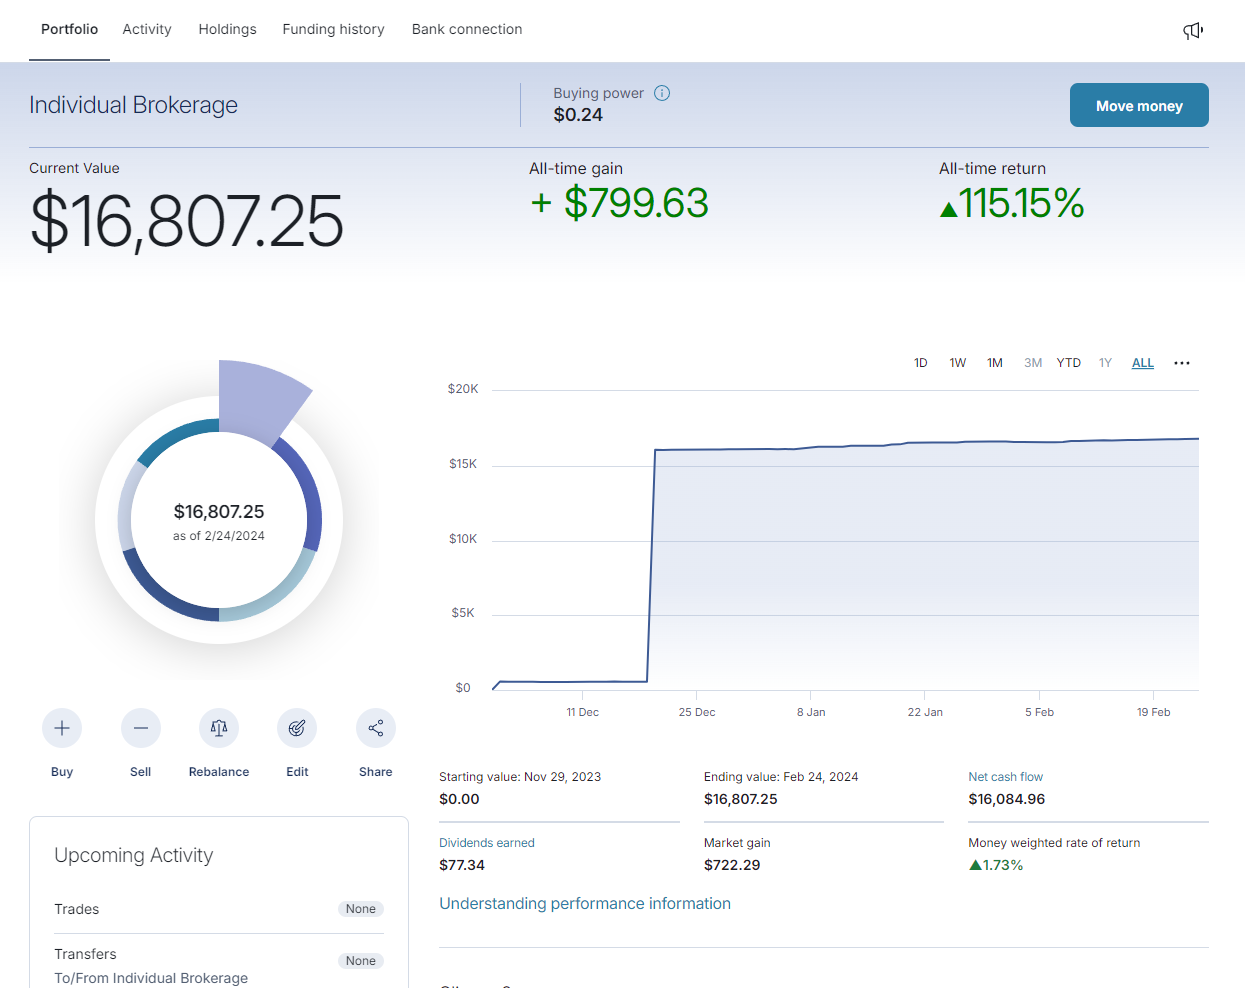 Portfolio Activity Holdings Funding history Bank connection
Individual Brokerage
Buying power
$0.24
Move money
Current Value
$16,807.25
All-time gain
+ $799.63
All-time return
▲115.15%
$16,807.25
as of 2/24/2024
1D 1W 1M 3M YTD 1Y ALL ...
$20K
$15K
$10K
$5K
$0
11 Dec 25 Dec 8 Jan 22 Jan 5 Feb 19 Feb
Buy Sell Rebalance Edit Share
Starting value: Nov 29, 2023
$0.00
Ending value: Feb 24, 2024
$16,807.25
Net cash flow
$16,084.96
Dividends earned
$77.34
Market gain
$722.29
Money weighted rate of return
▲1.73%
Understanding performance information
Upcoming Activity
Trades None
Transfers None
To/From Individual Brokerage